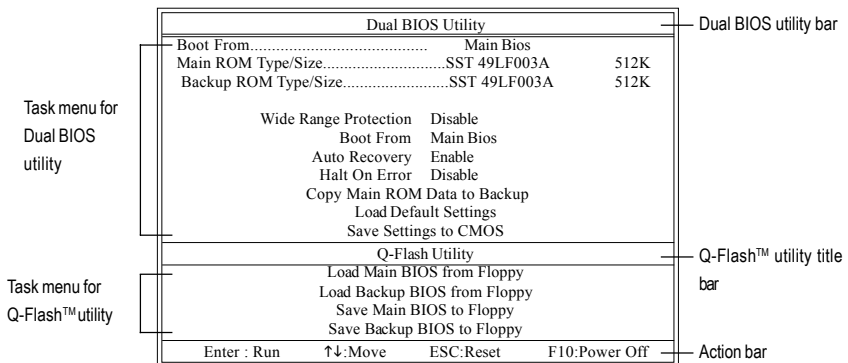 Dual BIOS Utility
Dual BIOS utility bar
Boot From.......................................... Main Bios
Main ROM Type/Size.............................SST 49LF003A 512K
Backup ROM Type/Size.........................SST 49LF003A 512K
Task menu for
Dual BIOS
utility
Wide Range Protection Disable
Boot From Main Bios
Auto Recovery Enable
Halt On Error Disable
Copy Main ROM Data to Backup
Load Default Settings
Save Settings to CMOS
Q-Flash Utility
Q-Flash™ utility title
bar
Task menu for
Q-Flash™ utility
Load Main BIOS from Floppy
Load Backup BIOS from Floppy
Save Main BIOS to Floppy
Save Backup BIOS to Floppy
Enter : Run ↑↓:Move ESC:Reset F10:Power Off
Action bar